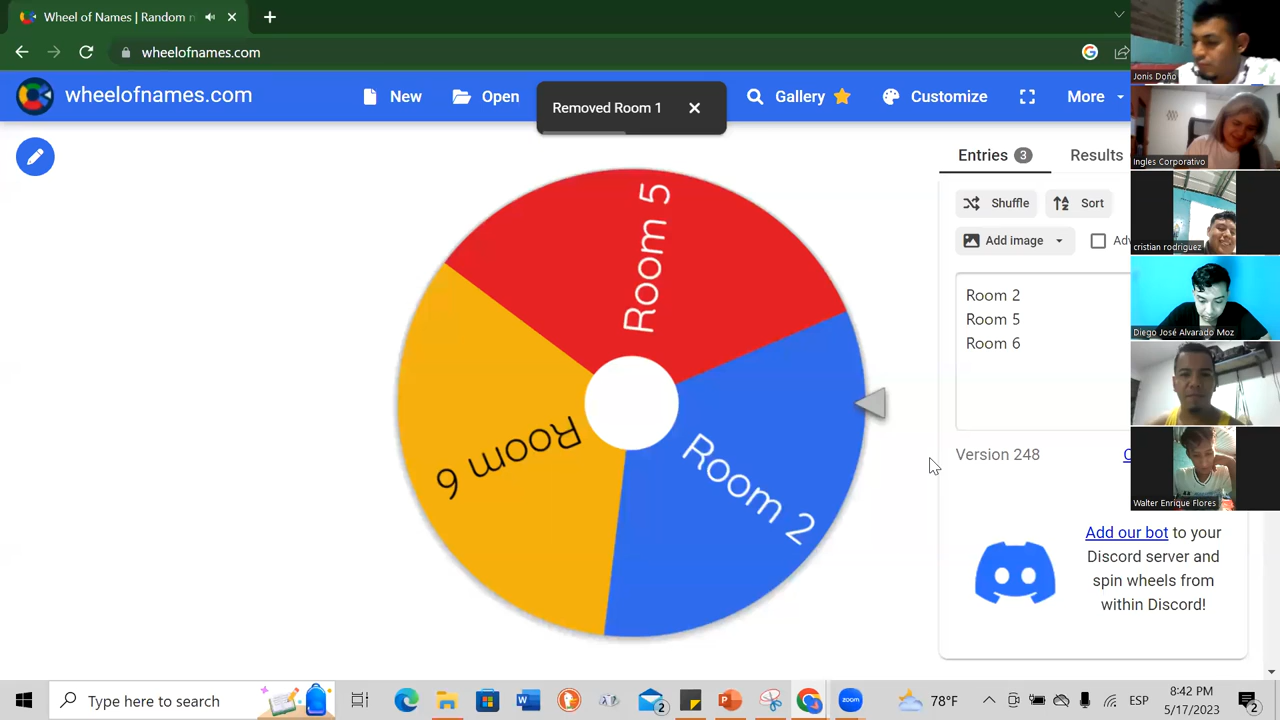 Wheel of Names | Random n
wheelofnames.com
wheelofnames.com
New
Open
Removed Room 1
Gallery
Customize
More
Entries 3
Results
Shuffle
Sort
Add image
Room 2
Room 5
Room 6
Version 248
Add our bot to your
Discord server and
spin wheels from
within Discord!
Room 5
Room 6
Room 2
Jonis Doño
Ingles Corporativo
cristian rodriguez
Diego José Alvarado Moz
Walter Enrique Flores
Type here to search
2
78°F
ESP
8:42 PM
5/17/2023
2